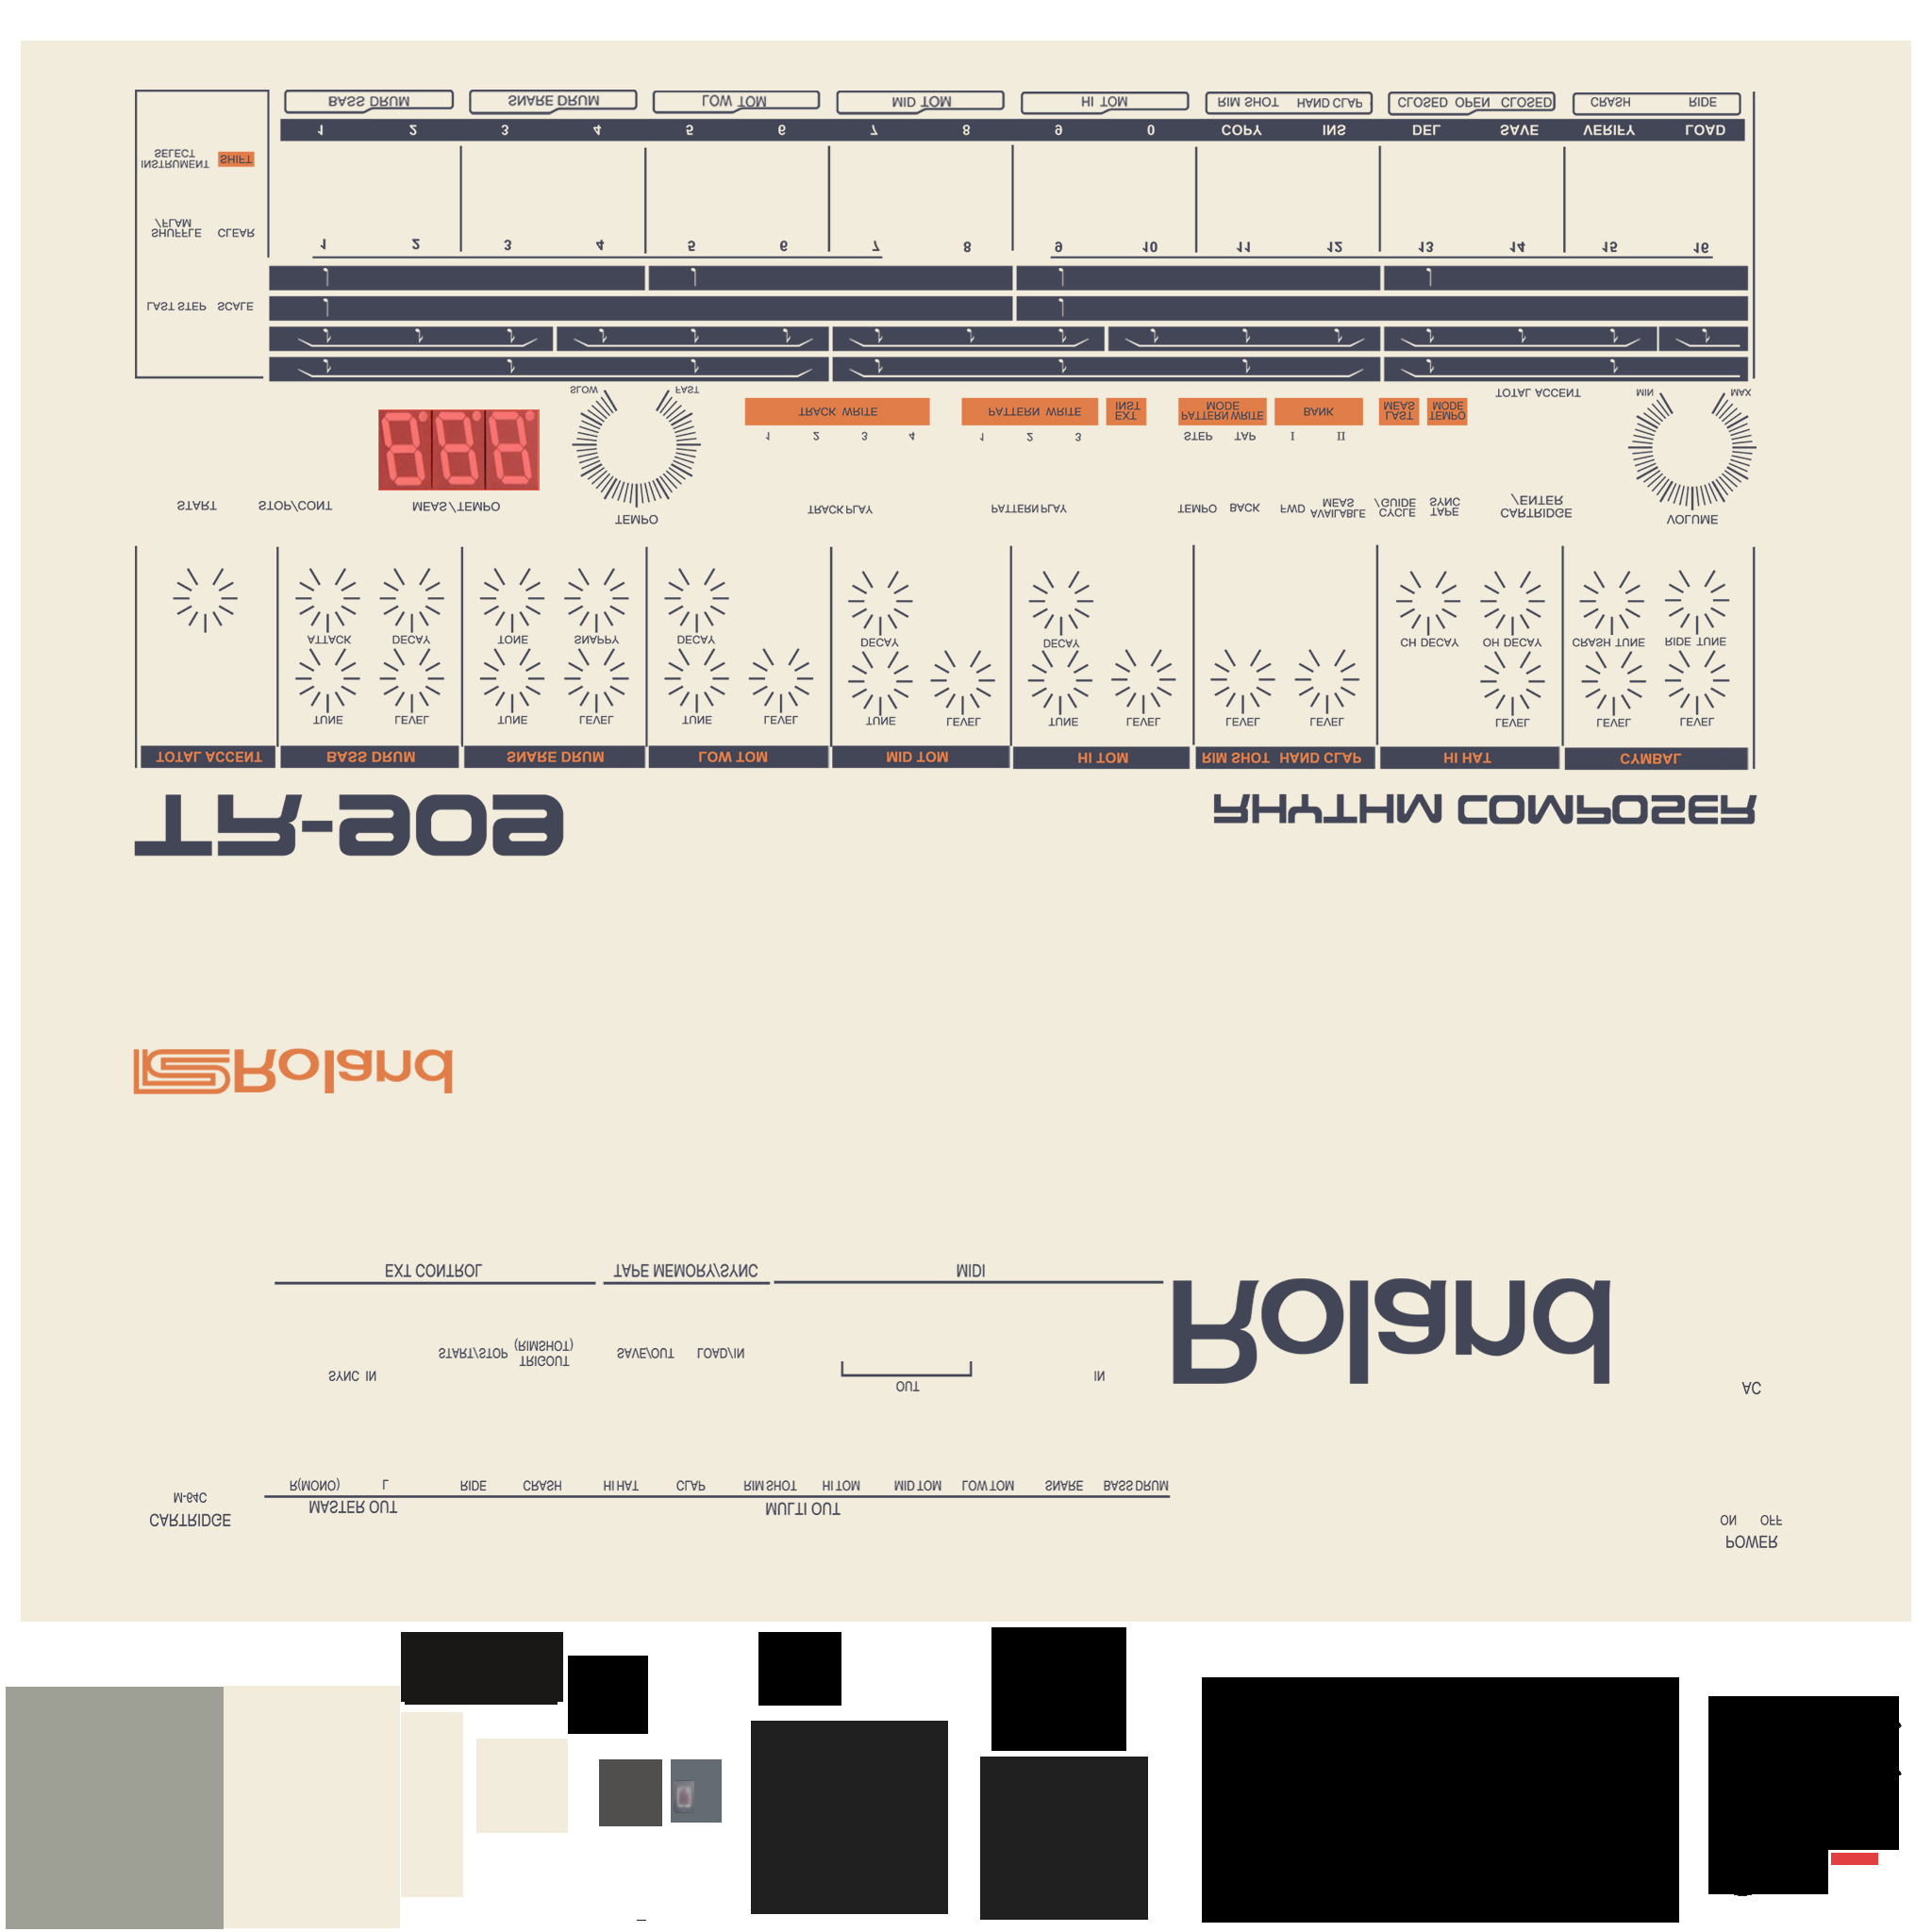 POWER
ON OFF
CARTRIDGE
M-64C
MASTER OUT MULTI OUT
R(MONO) L RIDE CRASH HI HAT CLAP RIM SHOT HI TOM MID TOM LOW TOM SNARE BASS DRUM
AC
OUT
SYNC IN IN
TRIGOUT
START/STOP (RIMSHOT) SAVE/OUT LOAD/IN
Roland
EXT CONTROL TAPE MEMORY/SYNC MIDI
Roland
TR-909 RHYTHM COMPOSER
TOTAL ACCENT BASS DRUM SNARE DRUM LOW TOM MID TOM HI TOM RIM SHOT HAND CLAP HI HAT CYMBAL
TUNE LEVEL TUNE LEVEL TUNE LEVEL TUNE LEVEL TUNE LEVEL LEVEL LEVEL LEVEL LEVEL LEVEL
ATTACK DECAY TONE SNAPPY DECAY DECAY DECAY CH DECAY OH DECAY CRASH TUNE RIDE TUNE
TEMPO VOLUME
AVAILABLE CYCLE TAPE CARTRIDGE
START STOP/CONT MEAS/TEMPO TRACK PLAY PATTERN PLAY TEMPO BACK FWD MEAS /GUIDE SYNC /ENTER
8.8.8.
1 2 3 4 1 2 3 STEP TAP I II
EXT PATTERN WRITE LAST TEMPO
TRACK WRITE PATTERN WRITE INST MODE BANK MEAS MODE
SLOW FAST TOTAL ACCENT MIN MAX
LAST STEP SCALE
1 2 3 4 5 6 7 8 9 10 11 12 13 14 15 16
SHUFFLE CLEAR
/FLAM
INSTRUMENT SHIFT
SELECT
1 2 3 4 5 6 7 8 9 0 COPY INS DEL SAVE VERIFY LOAD
BASS DRUM SNARE DRUM LOW TOM MID TOM HI TOM RIM SHOT HAND CLAP CLOSED OPEN CLOSED CRASH RIDE